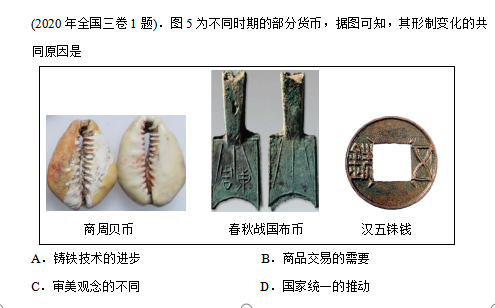 (2020 年全国三卷 1 题). 图 5 为不同时期的部分货币，据图可知，其形制变化的共
同原因是
商周贝币 春秋战国布币 汉五铢钱
A．铸铁技术的进步 B．商品交易的需要
C．审美观念的不同 D．国家统一的推动